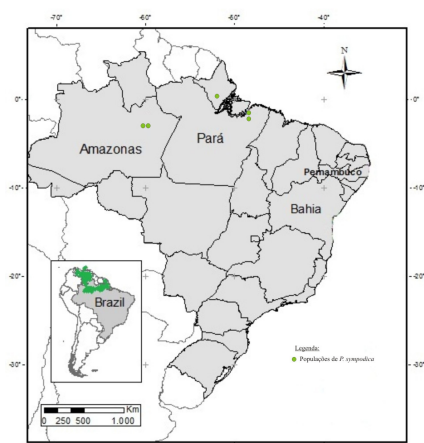 -70° -60° -50° -40°
N
0° 0°
Amazonas
Pará
Pernambuco
-10° -10°
Bahia
-20° -20°
Brazil
Legenda:
Populações de P. sympodica
-30° -30°
Km
0 250 500 1.000